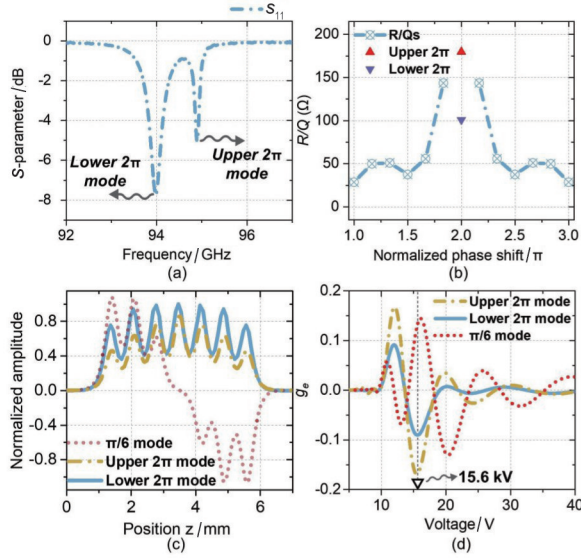 S₁₁
0
-2
-4
-6
-8
S-parameter / dB
Lower 2π
mode
Upper 2π
mode
92
94
96
Frequency / GHz
(a)
R/Qs
Upper 2π
Lower 2π
200
150
100
50
0
R/Q (Ω)
1.0
1.5
2.0
2.5
3.0
Normalized phase shift / π
(b)
0.8
0.4
0.0
-0.4
-0.8
Normalized amplitude
π/6 mode
Upper 2π mode
Lower 2π mode
0
2
4
6
Position z / mm
(c)
Upper 2π mode
Lower 2π mode
π/6 mode
0.2
0.1
0.0
-0.1
-0.2
gₑ
15.6 kV
10
20
30
40
Voltage / V
(d)